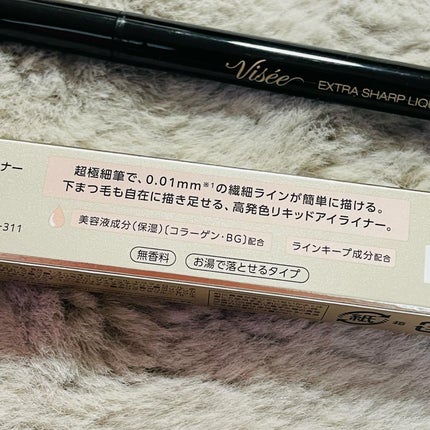 Visée EXTRA SHARP LIQU
ナー
超極細筆で、0.01mm※1の繊細ラインが簡単に描ける。
下まつ毛も自在に描き足せる、高発色リキッドアイライナー。
-311
美容液成分(保湿)〔コラーゲン・BG〕配合
ラインキープ成分配合
無香料
お湯で落とせるタイプ
紙